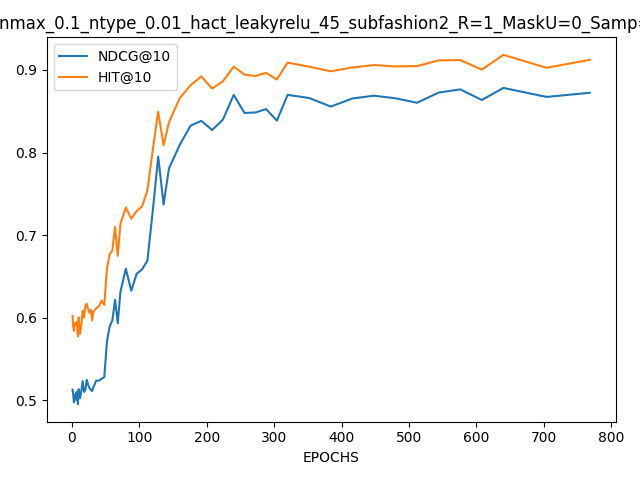 nmax_0.1_ntype_0.01_hact_leakyrelu_45_subfashion2_R=1_MaskU=0_Samp=
NDCG@10
HIT@10
0.9
0.8
0.7
0.6
0.5
0 100 200 300 400 500 600 700 800
EPOCHS